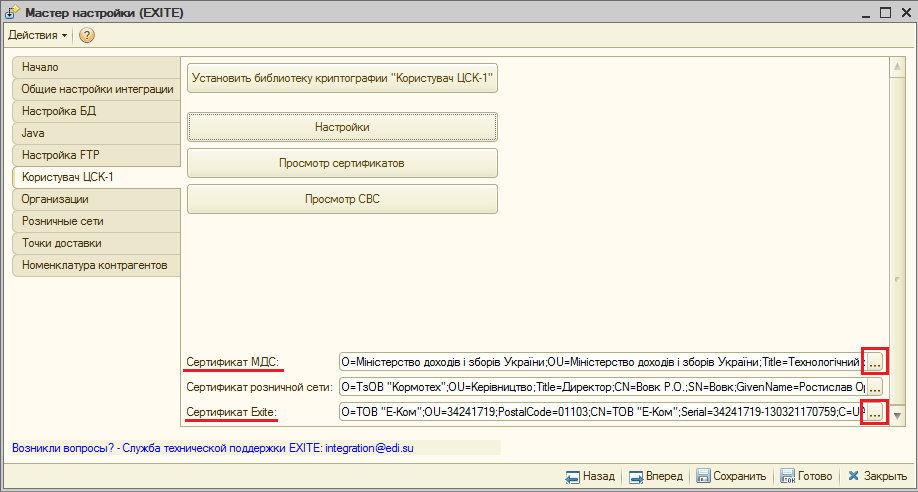 Мастер настройки (EXITE)
Действия
?
Начало
Общие настройки интеграции
Настройка БД
Java
Настройка FTP
Користувач ЦСК-1
Организации
Розничные сети
Точки доставки
Номенклатура контрагентов
Установить библиотеку криптографии "Користувач ЦСК-1"
Настройки
Просмотр сертификатов
Просмотр СВС
Сертификат МДС: O=Міністерство доходів і зборів України;OU=Міністерство доходів і зборів України;Title=Технологічний ...
Сертификат розничной сети: O=ТзОВ "Кормотех";OU=Керівництво;Title=Директор;CN=Вовк Р.О.;SN=Вовк;GivenName=Ростислав Ор ...
Сертификат Exite: O=ТОВ "Е-Ком";OU=34241719;PostalCode=01103;CN=ТОВ "Е-Ком";Serial=34241719-130321170759;C=UA ...
Возникли вопросы? - Служба технической поддержки EXITE: integration@edi.su
Назад Вперед Сохранить Готово Закрыть